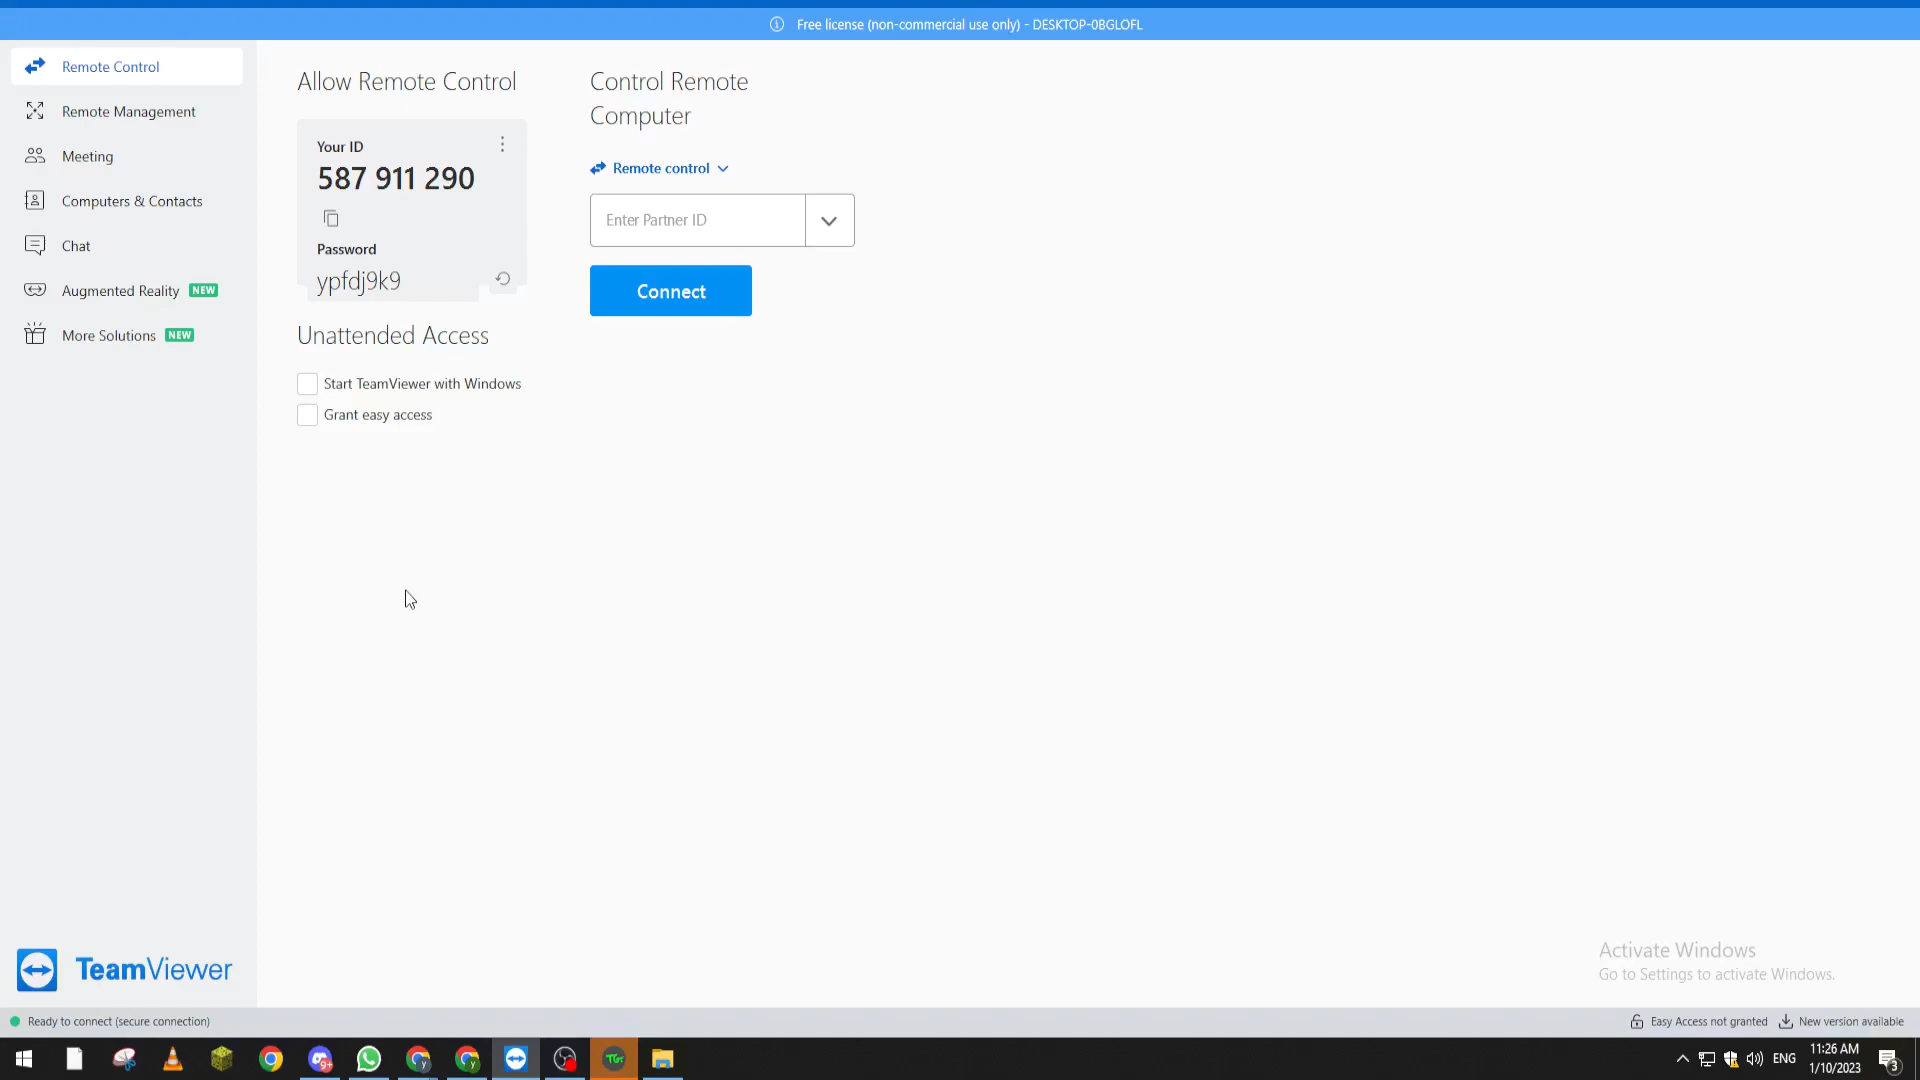 Free license (non-commercial use only) - DESKTOP-0BGLOFL
Remote Control
Remote Management
Meeting
Computers & Contacts
Chat
Augmented Reality NEW
More Solutions NEW
Allow Remote Control
Your ID
587 911 290
Password
ypfdj9k9
Unattended Access
Start TeamViewer with Windows
Grant easy access
Control Remote
Computer
Remote control
Enter Partner ID
Connect
Activate Windows
Go to Settings to activate Windows.
TeamViewer
Ready to connect (secure connection)
Easy Access not granted
New version available
9+
y
y
TGF
ENG
11:26 AM
1/10/2023
3